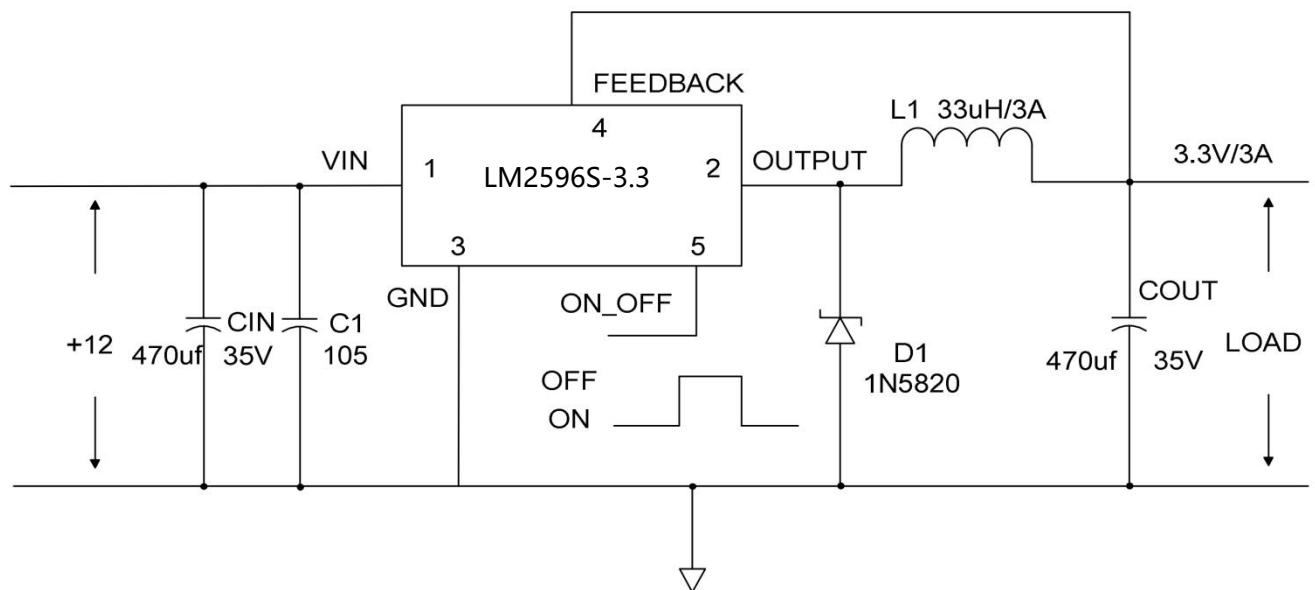 FEEDBACK
4
L1 33uH/3A
VIN
1
LM2596S-3.3
2
OUTPUT
3.3V/3A
3
5
GND
ON_OFF
COUT
+12
CIN
470uf 35V
C1
105
D1
1N5820
470uf 35V
LOAD
OFF
ON